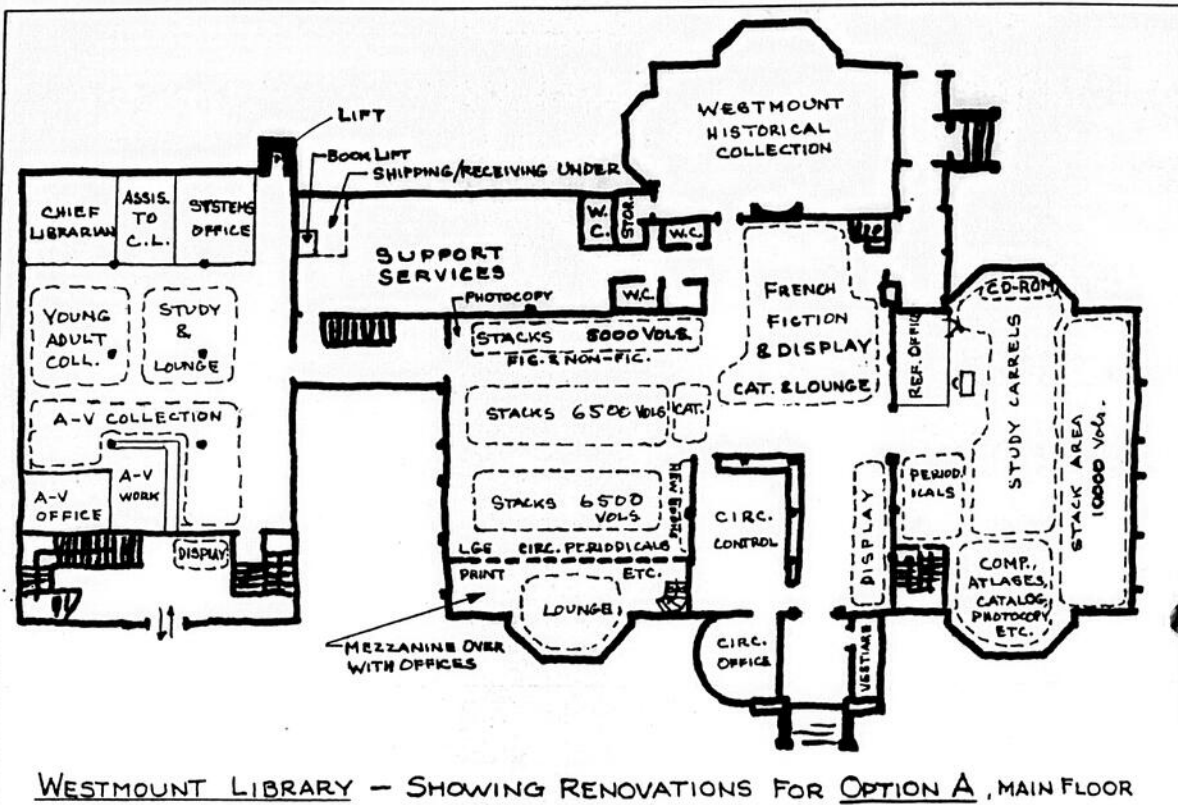 LIFT
BOOK LIFT
SHIPPING/RECEIVING UNDER
CHIEF
LIBRARIAN
ASSIS.
TO
C.L.
SYSTEMS
OFFICE
SUPPORT
SERVICES
W.
C.
STOR.
W.C.
W.C.
PHOTOCOPY
WESTMOUNT
HISTORICAL
COLLECTION
YOUNG
ADULT
COLL.
STUDY
&
LOUNGE
A-V COLLECTION
A-V
WORK
A-V
OFFICE
DISPLAY
STACKS 5000 VOLS.
FIC. & NON-FIC.
STACKS 6500 VOLS
CAT.
STACKS 6500
VOLS.
NEW BOOKS
LGE CIRC. PERIODICALS
PRINT ETC.
LOUNGE
MEZZANINE OVER
WITH OFFICES
FRENCH
FICTION
& DISPLAY
CAT. & LOUNGE
CIRC.
CONTROL
DISPLAY
CIRC.
OFFICE
VESTIAIRE
REF. OFFICE
CD-ROM
STUDY CARRELS
STACK AREA
10000 VOLS.
PERIOD.
ICALS
COMP.,
ATLASES,
CATALOG,
PHOTOCOPY,
ETC.
WESTMOUNT LIBRARY – SHOWING RENOVATIONS FOR OPTION A, MAIN FLOOR